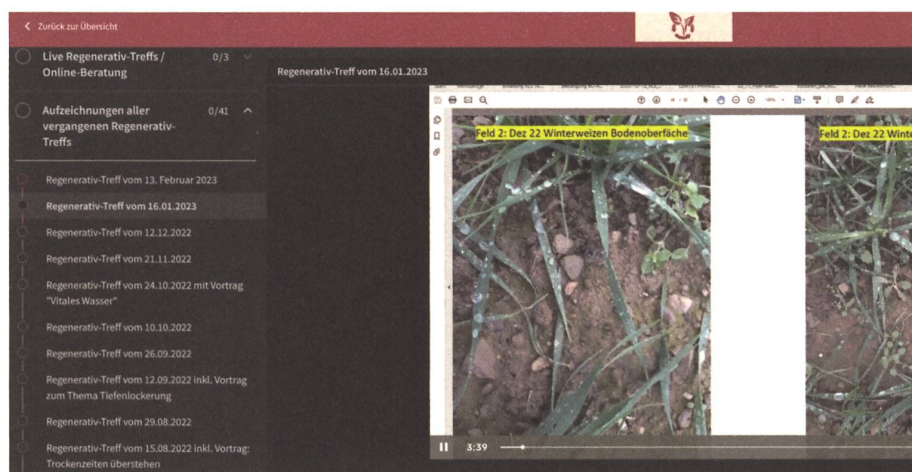 Zurück zur Übersicht
Live Regenerativ-Treffs /
Online-Beratung
0/3
Aufzeichnungen aller
vergangenen Regenerativ-
Treffs
0/41
Regenerativ-Treff vom 13. Februar 2023
Regenerativ-Treff vom 16.01.2023
Regenerativ-Treff vom 12.12.2022
Regenerativ-Treff vom 21.11.2022
Regenerativ-Treff vom 24.10.2022 mit Vortrag
"Vitales Wasser"
Regenerativ-Treff vom 10.10.2022
Regenerativ-Treff vom 26.09.2022
Regenerativ-Treff vom 12.09.2022 inkl. Vortrag
zum Thema Tiefenlockerung
Regenerativ-Treff vom 29.08.2022
Regenerativ-Treff vom 15.08.2022 inkl. Vortrag:
Trockenzeiten überstehen
Regenerativ-Treff vom 16.01.2023
Feld 2: Dez 22 Winterweizen Bodenoberfäche
Feld 2: Dez 22 Winte
3:39